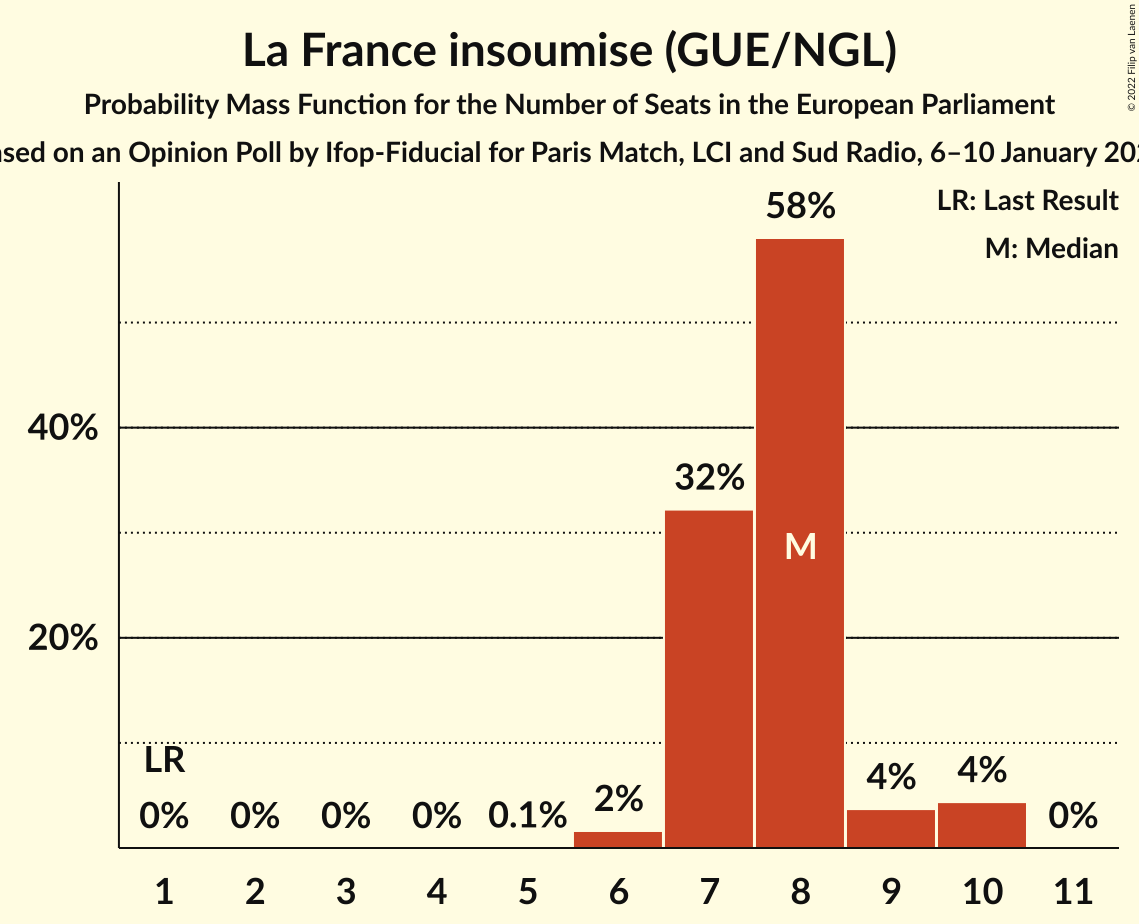 La France insoumise (GUE/NGL)
Probability Mass Function for the Number of Seats in the European Parliament
on an Opinion Poll by Ifop-Fiducial for Paris Match, LCI and Sud Radio, 6–10 January
© 2022 Filip van Laenen
LR: Last Result
M: Median
58%
40%
32%
M
20%
LR
0% 0% 0% 0% 0.1% 2% 4% 4% 0%
1 2 3 4 5 6 7 8 9 10 11